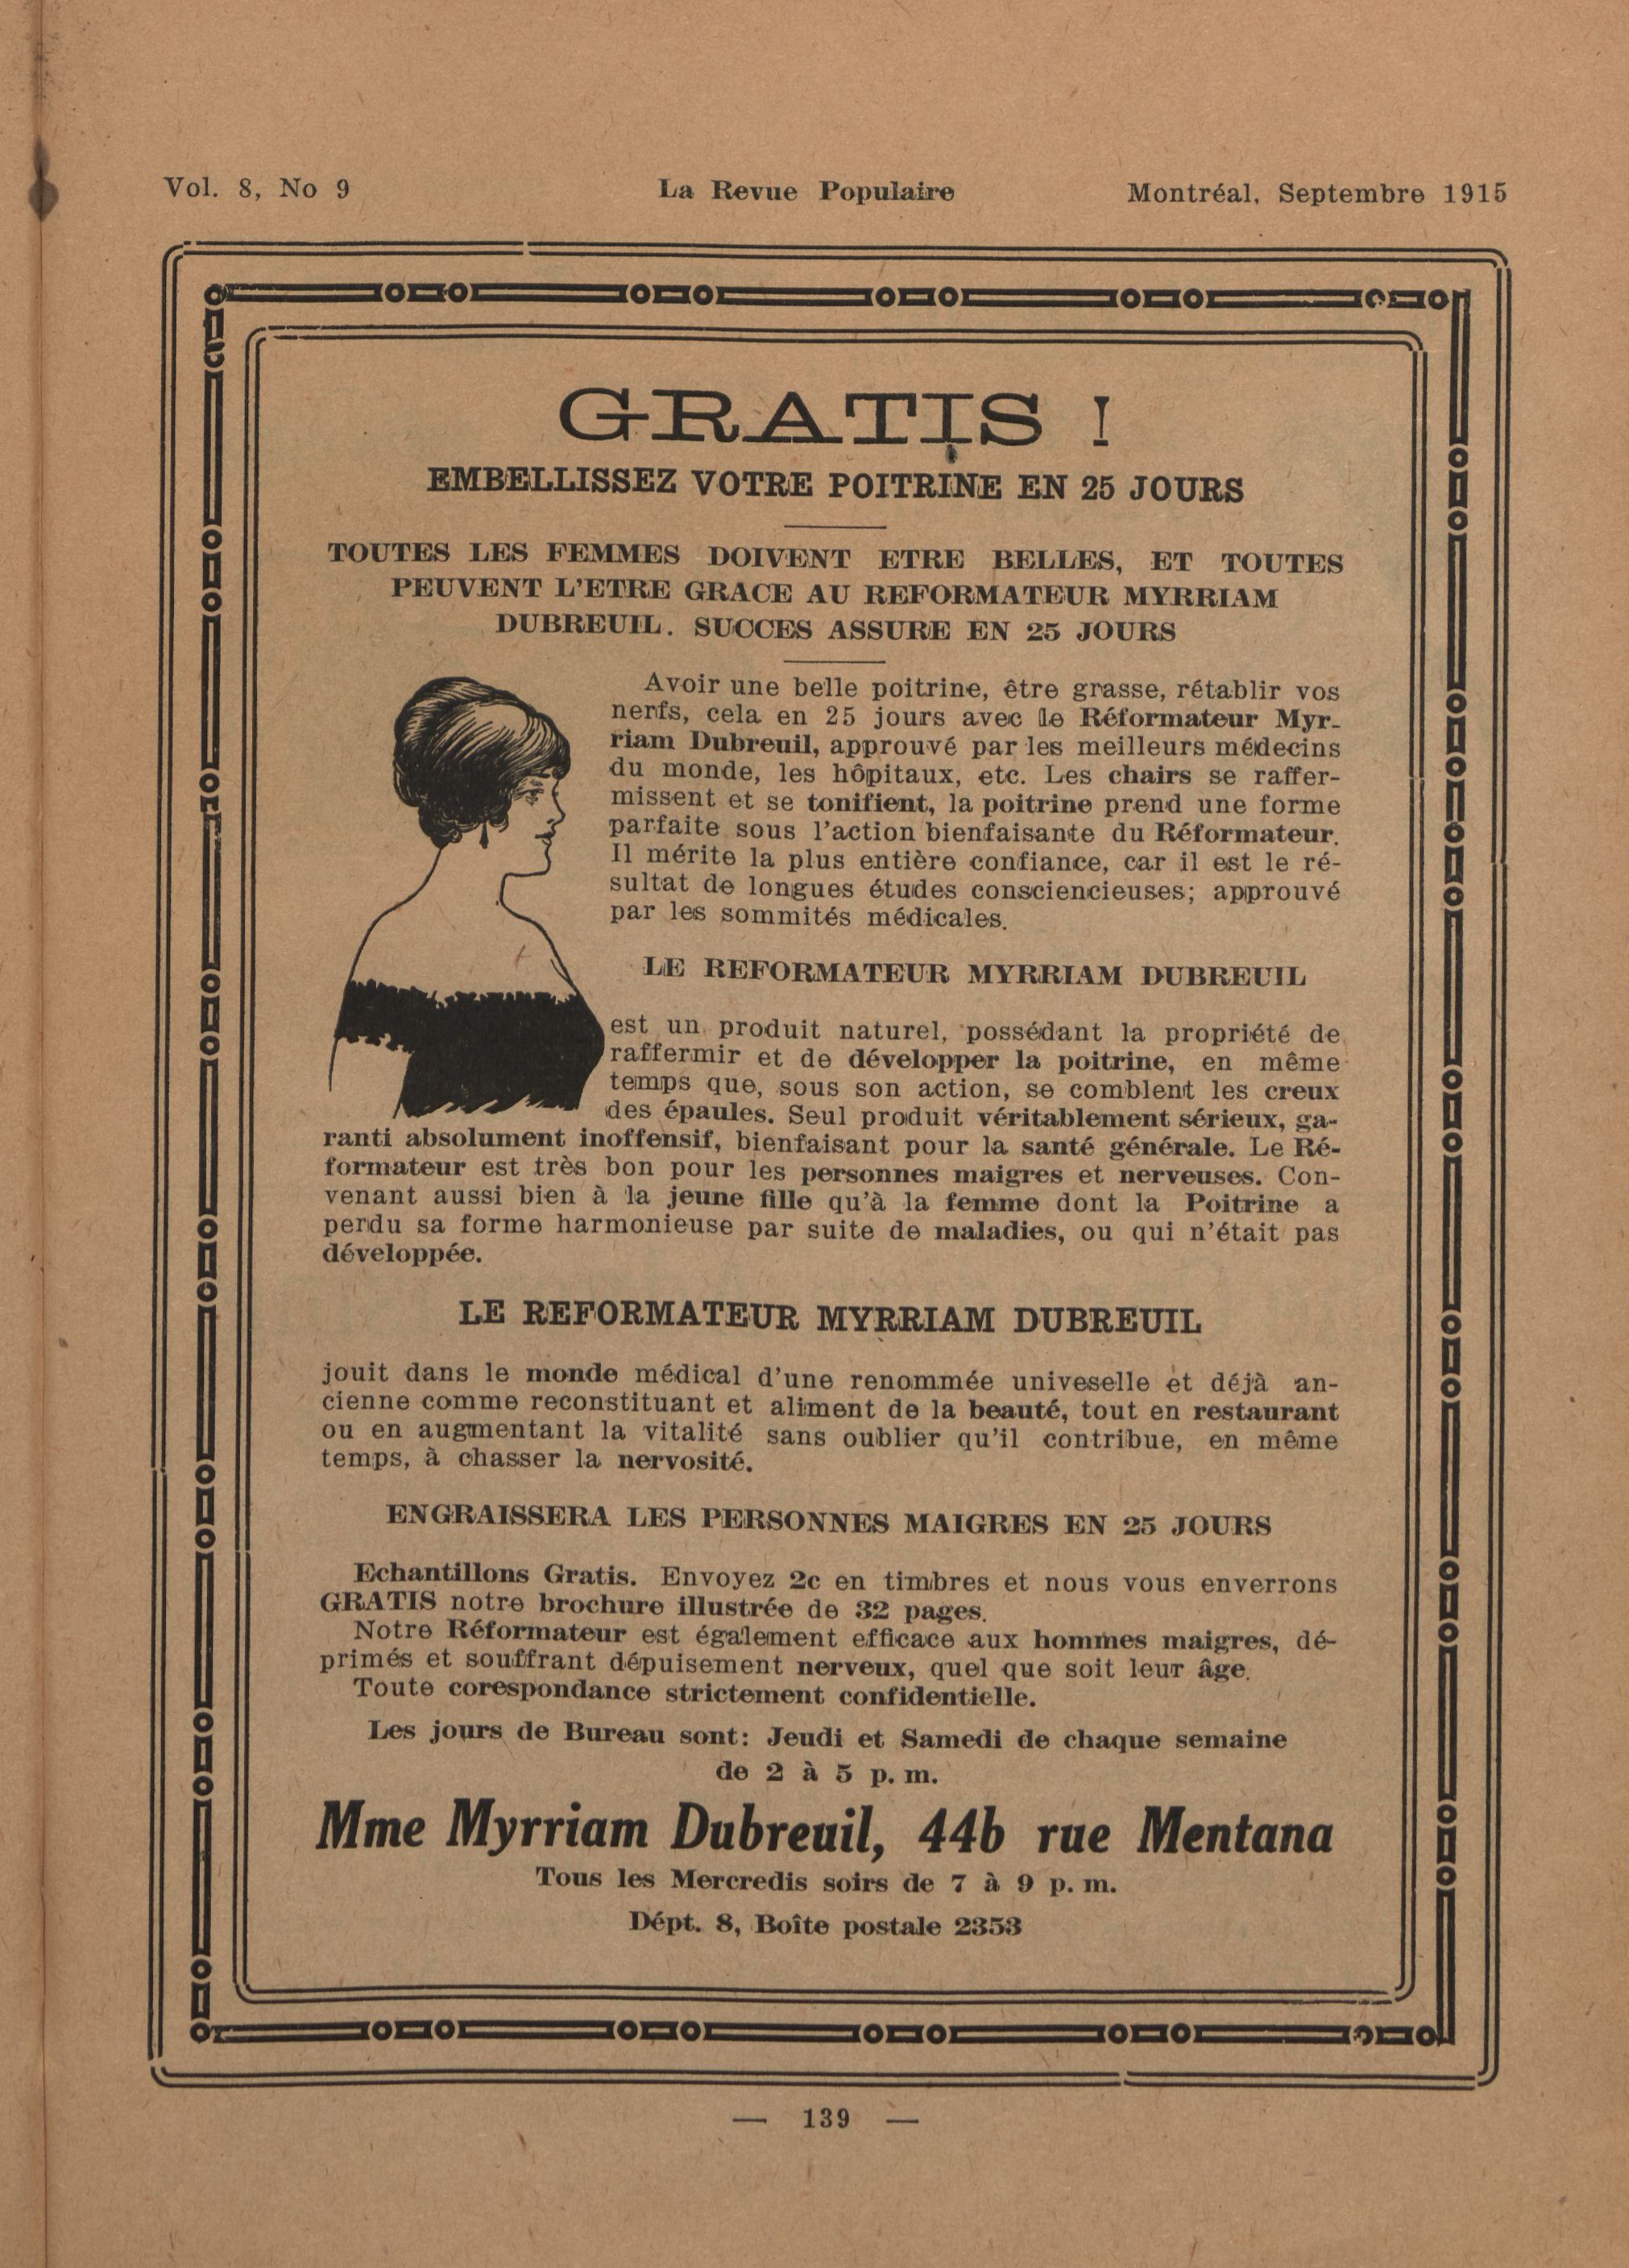 Vol. 8, No 9 La Revue Populaire Montréal, Septembre 1915
GRATIS !
EMBELLISSEZ VOTRE POITRINE EN 25 JOURS
TOUTES LES FEMMES DOIVENT ETRE BELLES, ET TOUTES
PEUVENT L'ETRE GRACE AU REFORMATEUR MYRRIAM
DUBREUIL. SUCCES ASSURE EN 25 JOURS
Avoir une belle poitrine, être grasse, rétablir vos
nerfs, cela en 25 jours avec le Réformateur Myr-
riam Dubreuil, approuvé par les meilleurs médecins
du monde, les hôpitaux, etc. Les chairs se raffer-
missent et se tonifient, la poitrine prend une forme
parfaite sous l'action bienfaisante du Réformateur.
Il mérite la plus entière confiance, car il est le ré-
sultat de longues études consciencieuses; approuvé
par les sommités médicales.
LE REFORMATEUR MYRRIAM DUBREUIL
est un produit naturel, possédant la propriété de
raffermir et de développer la poitrine, en même
temps que, sous son action, se comblent les creux
des épaules. Seul produit véritablement sérieux, ga-
ranti absolument inoffensif, bienfaisant pour la santé générale. Le Ré-
formateur est très bon pour les personnes maigres et nerveuses. Con-
venant aussi bien à la jeune fille qu'à la femme dont la Poitrine a
perdu sa forme harmonieuse par suite de maladies, ou qui n'était pas
développée.
LE REFORMATEUR MYRRIAM DUBREUIL
jouit dans le monde médical d'une renommée univeselle et déjà an-
cienne comme reconstituant et aliment de la beauté, tout en restaurant
ou en augmentant la vitalité sans oublier qu'il contribue, en même
temps, à chasser la nervosité.
ENGRAISSERA LES PERSONNES MAIGRES EN 25 JOURS
Echantillons Gratis. Envoyez 2c en timbres et nous vous enverrons
GRATIS notre brochure illustrée de 32 pages.
Notre Réformateur est également efficace aux hommes maigres, dé-
primés et souffrant dépuisement nerveux, quel que soit leur âge.
Toute corespondance strictement confidentielle.
Les jours de Bureau sont: Jeudi et Samedi de chaque semaine
de 2 à 5 p. m.
Mme Myrriam Dubreuil, 44b rue Mentana
Tous les Mercredis soirs de 7 à 9 p. m.
Dépt. 8, Boîte postale 2353
— 139 —